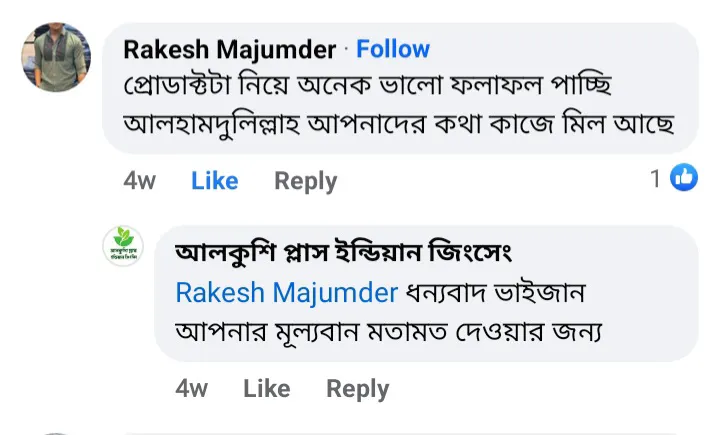 Rakesh Majumder · Follow
প্রোডাক্টটা নিয়ে অনেক ভালো ফলাফল পাচ্ছি
আলহামদুলিল্লাহ আপনাদের কথা কাজে মিল আছে
4w Like Reply 1
আলকুশি প্লাস ইন্ডিয়ান জিংসেং
Rakesh Majumder ধন্যবাদ ভাইজান
আপনার মূল্যবান মতামত দেওয়ার জন্য
4w Like Reply